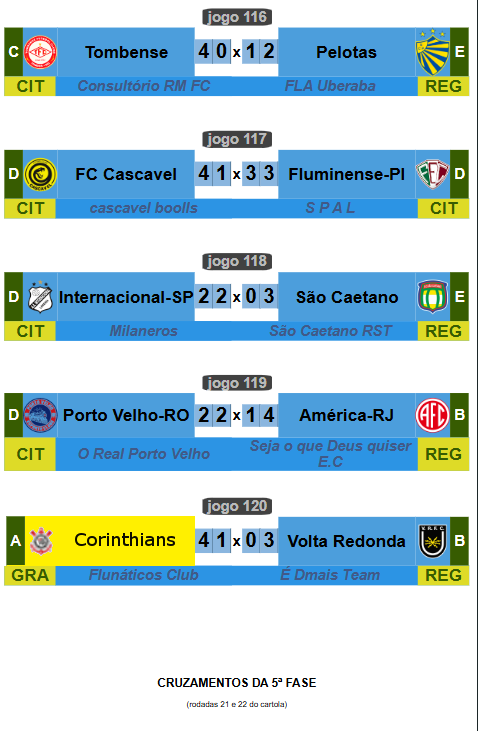 jogo 116
C Tombense 4 0 x 1 2 Pelotas E
CIT Consultório RM FC FLA Uberaba REG
jogo 117
D FC Cascavel 4 1 x 3 3 Fluminense-PI D
CIT cascavel boolls S P A L CIT
jogo 118
D Internacional-SP 2 2 x 0 3 São Caetano E
CIT Milaneros São Caetano RST REG
jogo 119
D Porto Velho-RO 2 2 x 1 4 América-RJ B
CIT O Real Porto Velho Seja o que Deus quiser E.C REG
jogo 120
A Corinthians 4 1 x 0 3 Volta Redonda B
GRA Flunáticos Club É Dmais Team REG
CRUZAMENTOS DA 5ª FASE
(rodadas 21 e 22 do cartola)